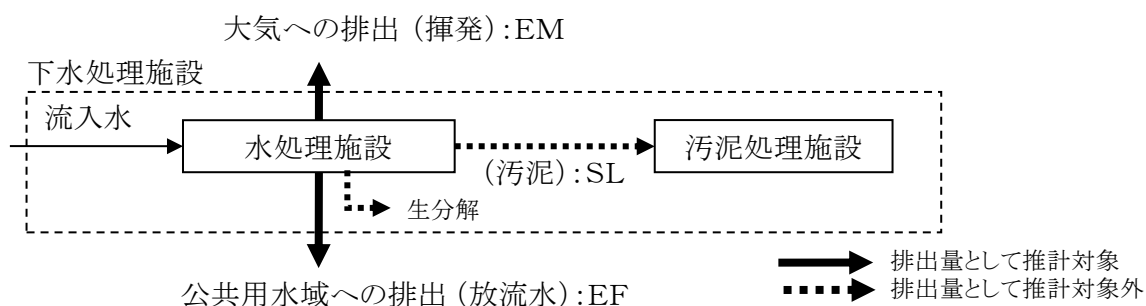 大気への排出（揮発）:EM
下水処理施設
流入水
水処理施設
汚泥処理施設
(汚泥):SL
生分解
排出量として推計対象
排出量として推計対象外
公共用水域への排出（放流水）:EF